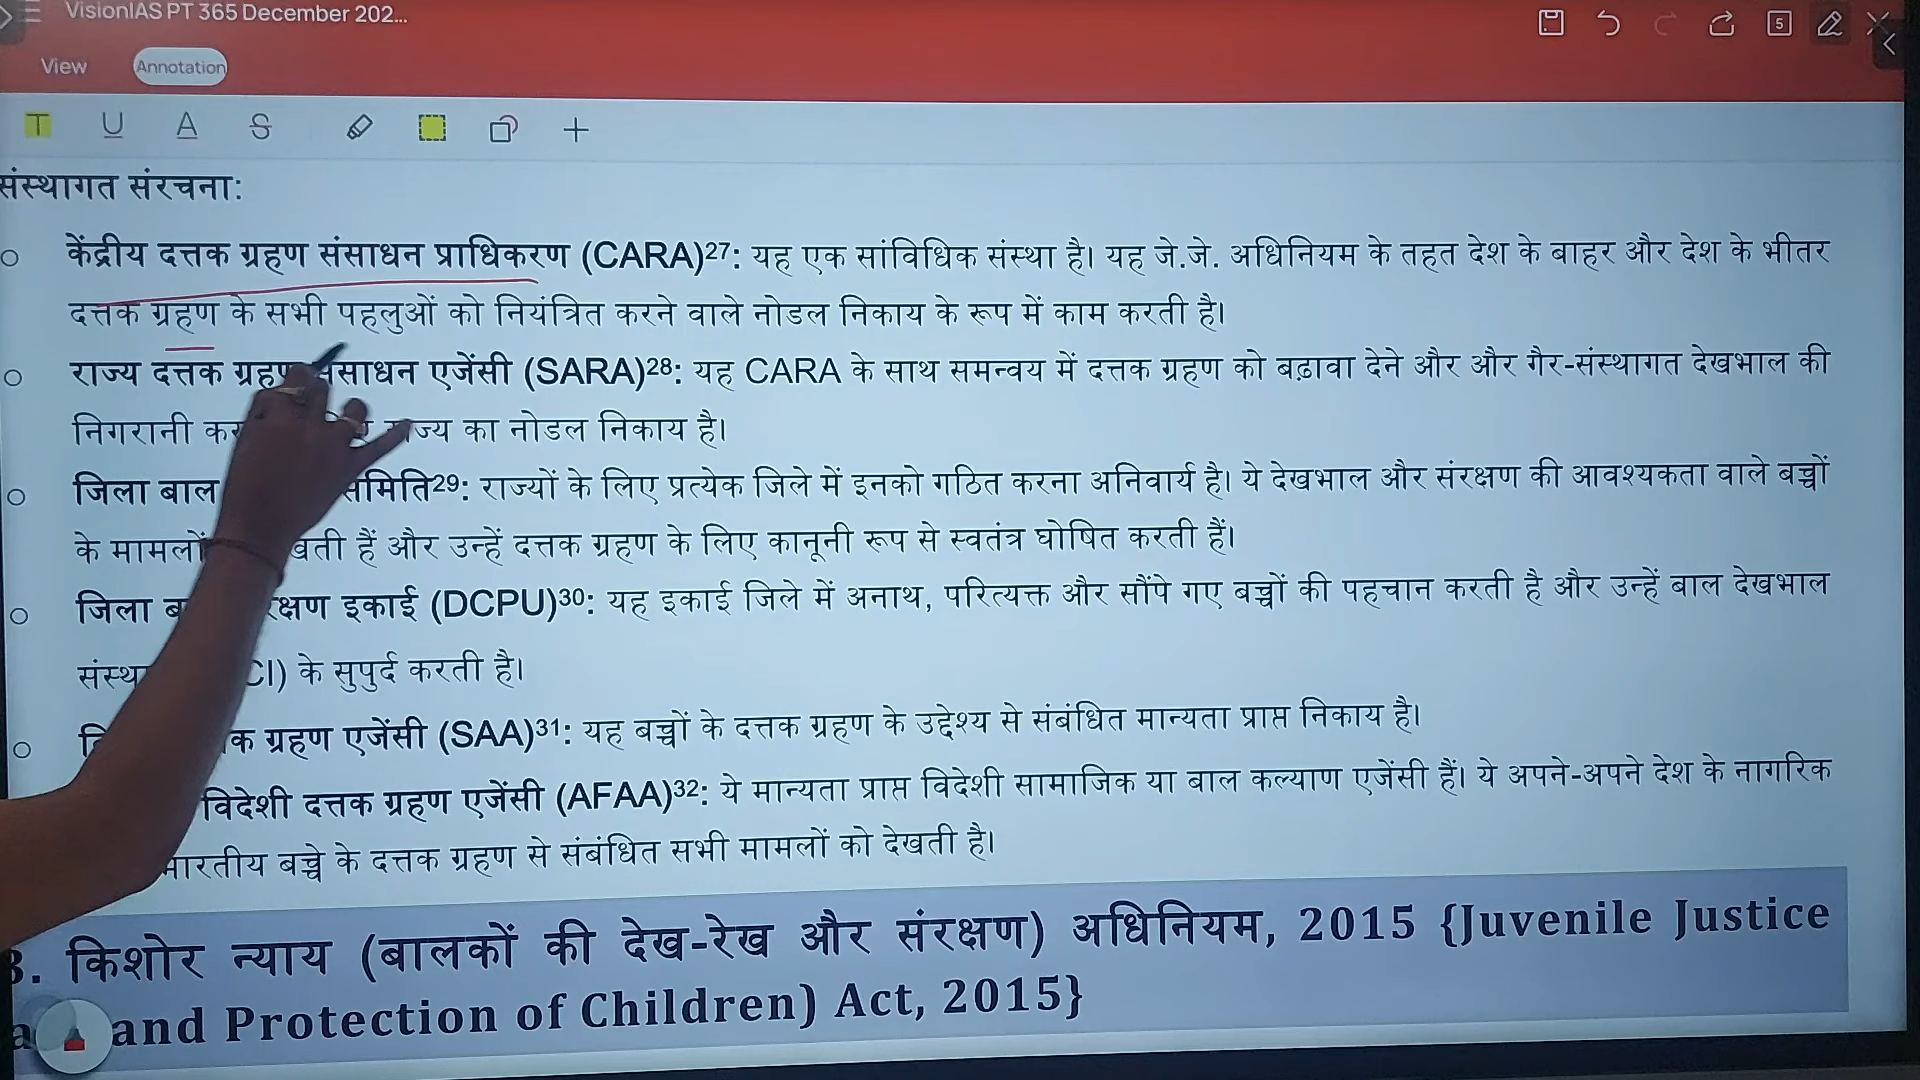 VisionIAS PT 365 December 202...
5
View Annotation
T U A S
संस्थागत संरचना:
केंद्रीय दत्तक ग्रहण संसाधन प्राधिकरण (CARA)27: यह एक सांविधिक संस्था है। यह जे.जे. अधिनियम के तहत देश के बाहर और देश के भीतर
दत्तक ग्रहण के सभी पहलुओं को नियंत्रित करने वाले नोडल निकाय के रूप में काम करती है।
राज्य दत्तक ग्रहण संसाधन एजेंसी (SARA)28: यह CARA के साथ समन्वय में दत्तक ग्रहण को बढ़ावा देने और और गैर-संस्थागत देखभाल की
निगरानी राज्य का नोडल निकाय है।
जिला बाल समिति29: राज्यों के लिए प्रत्येक जिले में इनको गठित करना अनिवार्य है। ये देखभाल और संरक्षण की आवश्यकता वाले बच्चों
के मामलों हैं और उन्हें दत्तक ग्रहण के लिए कानूनी रूप से स्वतंत्र घोषित करती हैं।
जिला इकाई (DCPU)30: यह इकाई जिले में अनाथ, परित्यक्त और सौंपे गए बच्चों की पहचान करती है और उन्हें बाल देखभाल
CI) के सुपुर्द करती है।
ग्रहण एजेंसी (SAA)31: यह बच्चों के दत्तक ग्रहण के उद्देश्य से संबंधित मान्यता प्राप्त निकाय है।
विदेशी दत्तक ग्रहण एजेंसी (AFAA)32: ये मान्यता प्राप्त विदेशी सामाजिक या बाल कल्याण एजेंसी हैं। ये अपने-अपने देश के नागरिक
भारतीय बच्चे के दत्तक ग्रहण से संबंधित सभी मामलों को देखती है।
3. किशोर न्याय (बालकों की देख-रेख और संरक्षण) अधिनियम, 2015 {Juvenile Justice
and Protection of Children) Act, 2015}